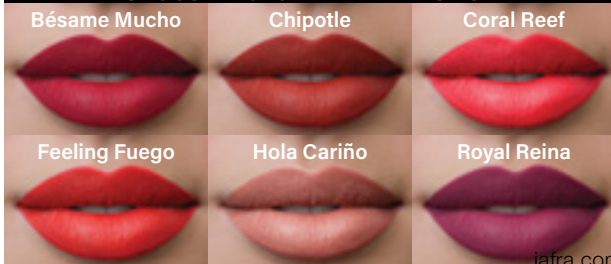 Bésame Mucho
Chipotle
Coral Reef
Feeling Fuego
Hola Cariño
Royal Reina